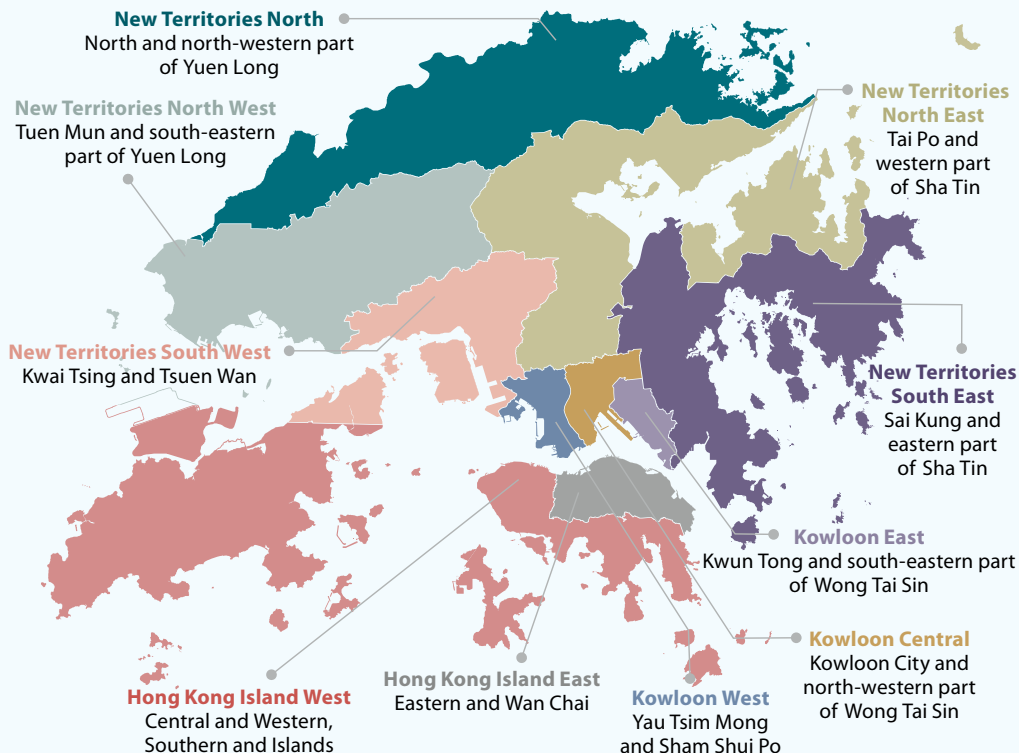 New Territories North
North and north-western part
of Yuen Long
New Territories North West
Tuen Mun and south-eastern
part of Yuen Long
New Territories
North East
Tai Po and
western part
of Sha Tin
New Territories South West
Kwai Tsing and Tsuen Wan
New Territories
South East
Sai Kung and
eastern part
of Sha Tin
Kowloon East
Kwun Tong and south-eastern part
of Wong Tai Sin
Kowloon Central
Kowloon City and
north-western part
of Wong Tai Sin
Hong Kong Island West
Central and Western,
Southern and Islands
Hong Kong Island East
Eastern and Wan Chai
Kowloon West
Yau Tsim Mong
and Sham Shui Po